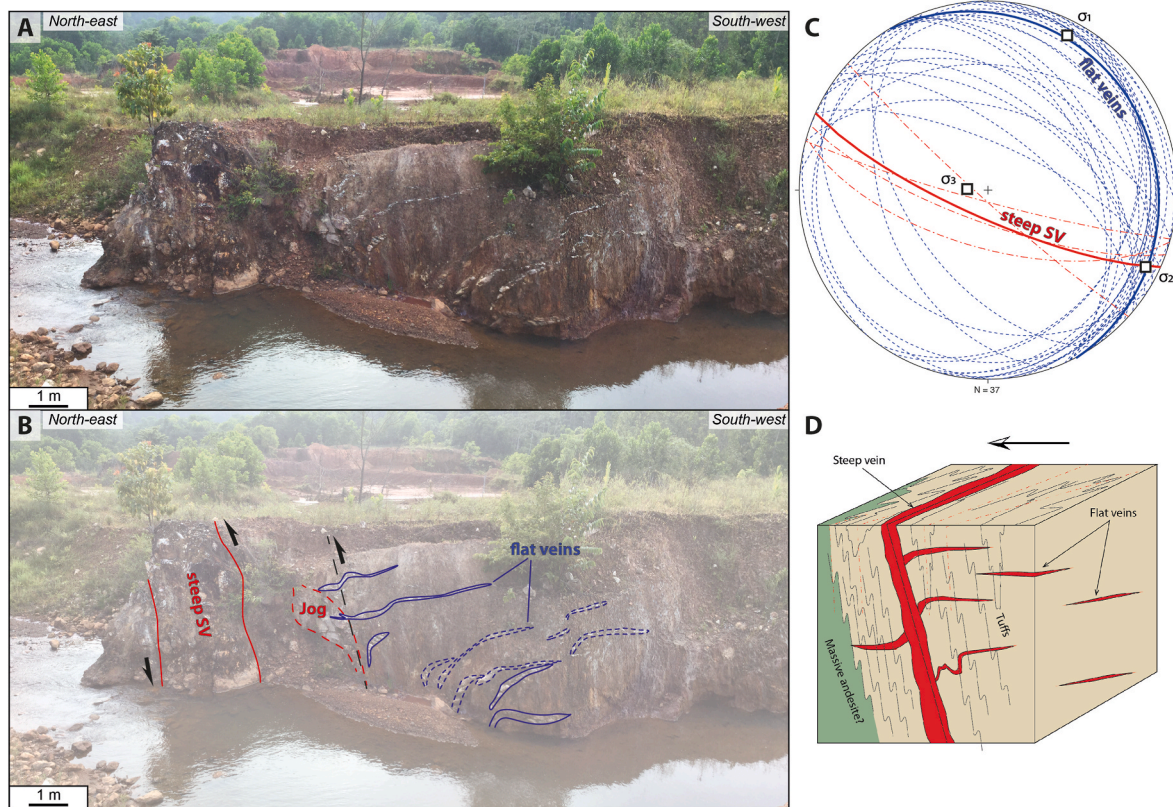 A
North-east
South-west
1 m
B
North-east
South-west
steep SV
Jog
flat veins
1 m
C
σ1
flat veins
σ3
steep SV
σ2
N = 37
D
Steep vein
Flat veins
Tuffs
Massive andesite?